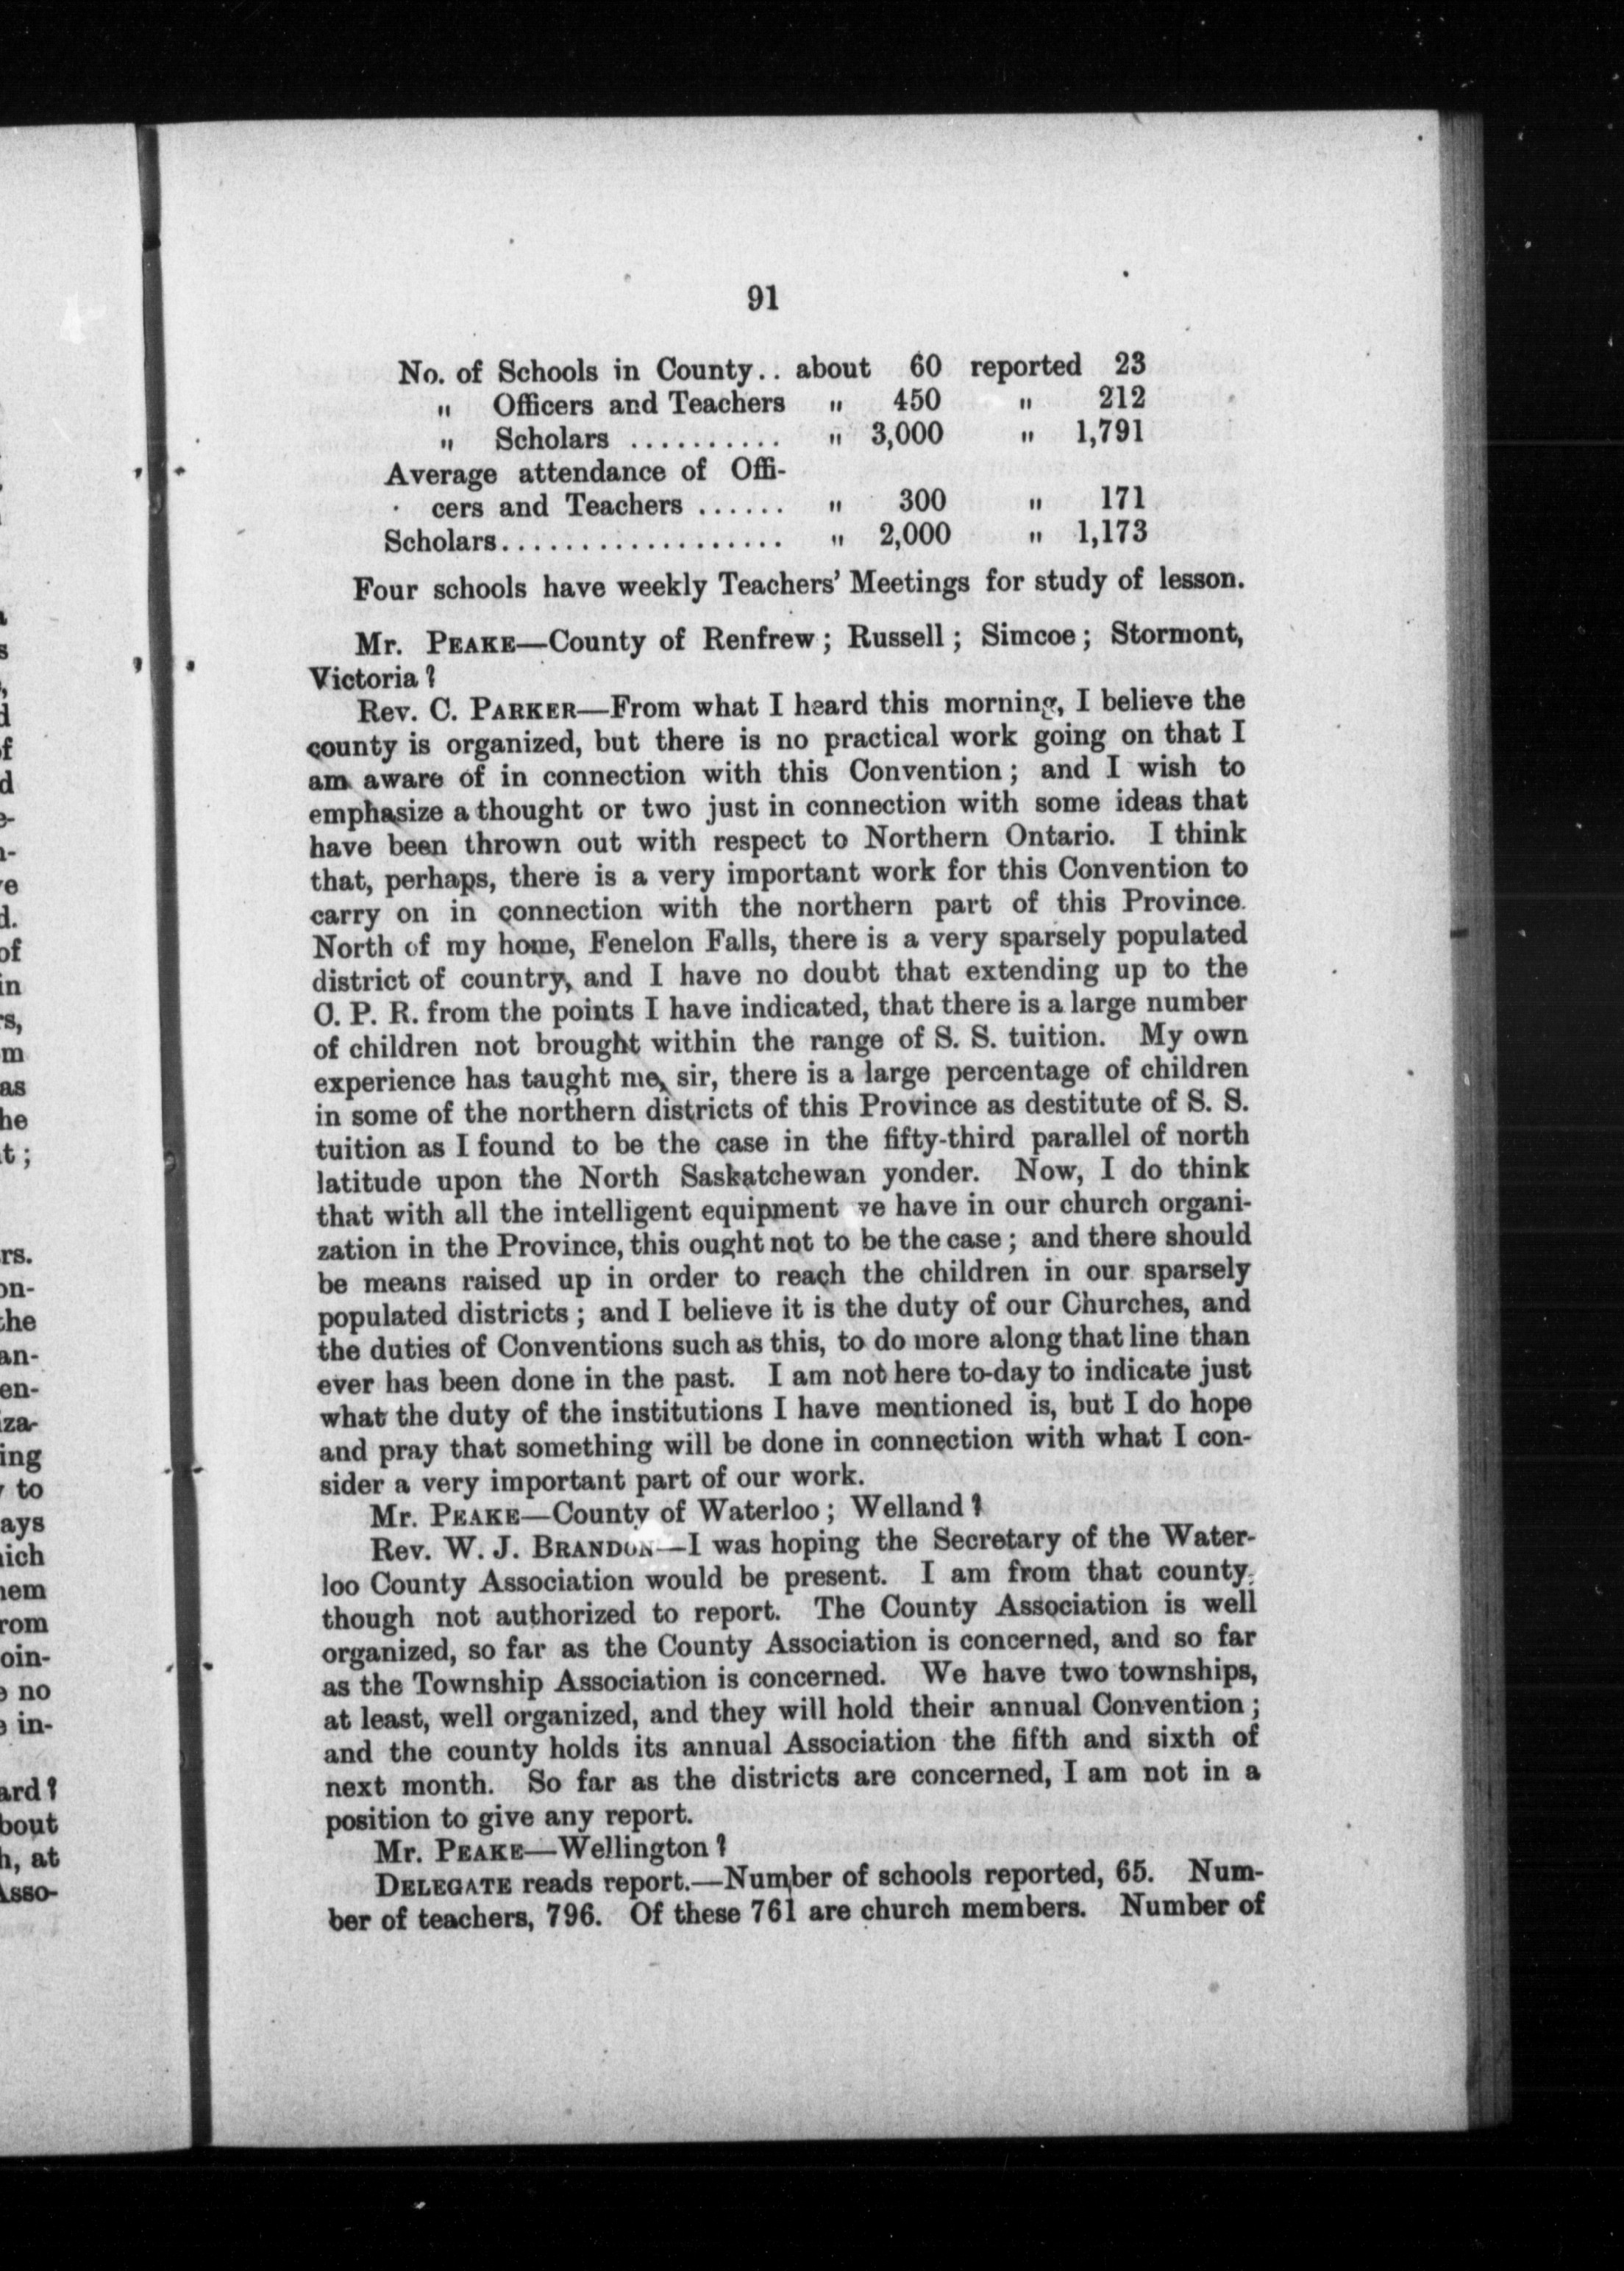 91
No. of Schools in County.. about 60 reported 23
" Officers and Teachers " 450 " 212
" Scholars .......... " 3,000 " 1,791
Average attendance of Offi-
cers and Teachers ...... " 300 " 171
Scholars.................. " 2,000 " 1,173
Four schools have weekly Teachers' Meetings for study of lesson.
Mr. PEAKE—County of Renfrew; Russell; Simcoe; Stormont,
Victoria?
Rev. C. PARKER—From what I heard this morning, I believe the
county is organized, but there is no practical work going on that I
am aware of in connection with this Convention; and I wish to
emphasize a thought or two just in connection with some ideas that
have been thrown out with respect to Northern Ontario. I think
that, perhaps, there is a very important work for this Convention to
carry on in connection with the northern part of this Province.
North of my home, Fenelon Falls, there is a very sparsely populated
district of country, and I have no doubt that extending up to the
C. P. R. from the points I have indicated, that there is a large number
of children not brought within the range of S. S. tuition. My own
experience has taught me, sir, there is a large percentage of children
in some of the northern districts of this Province as destitute of S. S.
tuition as I found to be the case in the fifty-third parallel of north
latitude upon the North Saskatchewan yonder. Now, I do think
that with all the intelligent equipment we have in our church organi-
zation in the Province, this ought not to be the case; and there should
be means raised up in order to reach the children in our sparsely
populated districts; and I believe it is the duty of our Churches, and
the duties of Conventions such as this, to do more along that line than
ever has been done in the past. I am not here to-day to indicate just
what the duty of the institutions I have mentioned is, but I do hope
and pray that something will be done in connection with what I con-
sider a very important part of our work.
Mr. PEAKE—County of Waterloo; Welland?
Rev. W. J. BRANDON—I was hoping the Secretary of the Water-
loo County Association would be present. I am from that county,
though not authorized to report. The County Association is well
organized, so far as the County Association is concerned, and so far
as the Township Association is concerned. We have two townships,
at least, well organized, and they will hold their annual Convention;
and the county holds its annual Association the fifth and sixth of
next month. So far as the districts are concerned, I am not in a
position to give any report.
Mr. PEAKE—Wellington?
DELEGATE reads report.—Number of schools reported, 65. Num-
ber of teachers, 796. Of these 761 are church members. Number of